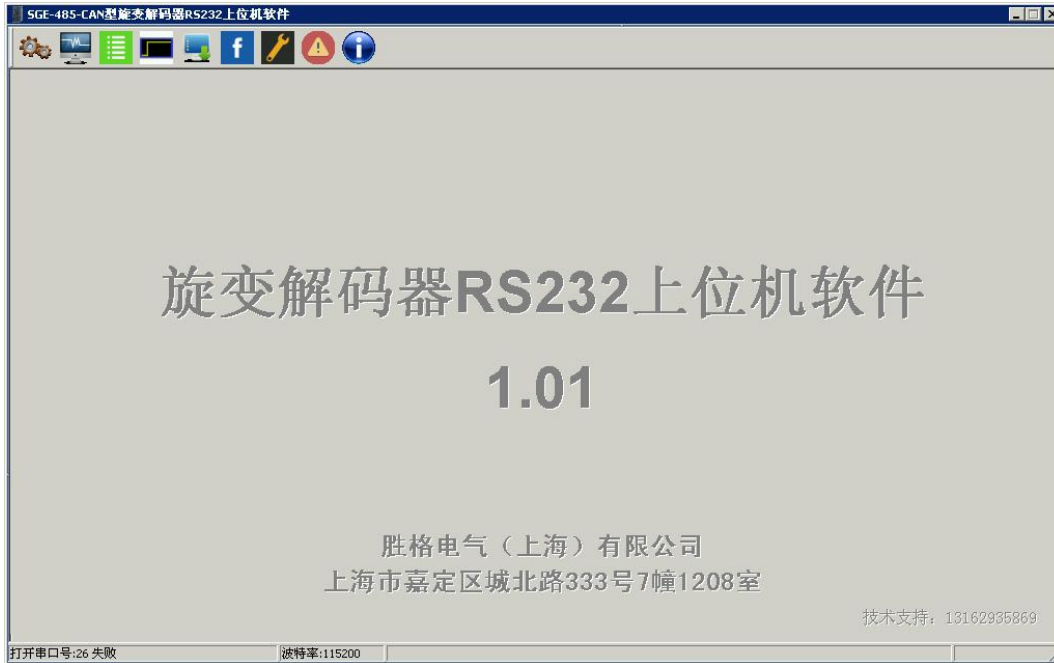 SGE-485-CAN型旋变解码器RS232上位机软件
f
i
旋变解码器RS232上位机软件
1.01
胜格电气（上海）有限公司
上海市嘉定区城北路333号7幢1208室
技术支持：13162935869
打开串口号:26 失败
波特率:115200